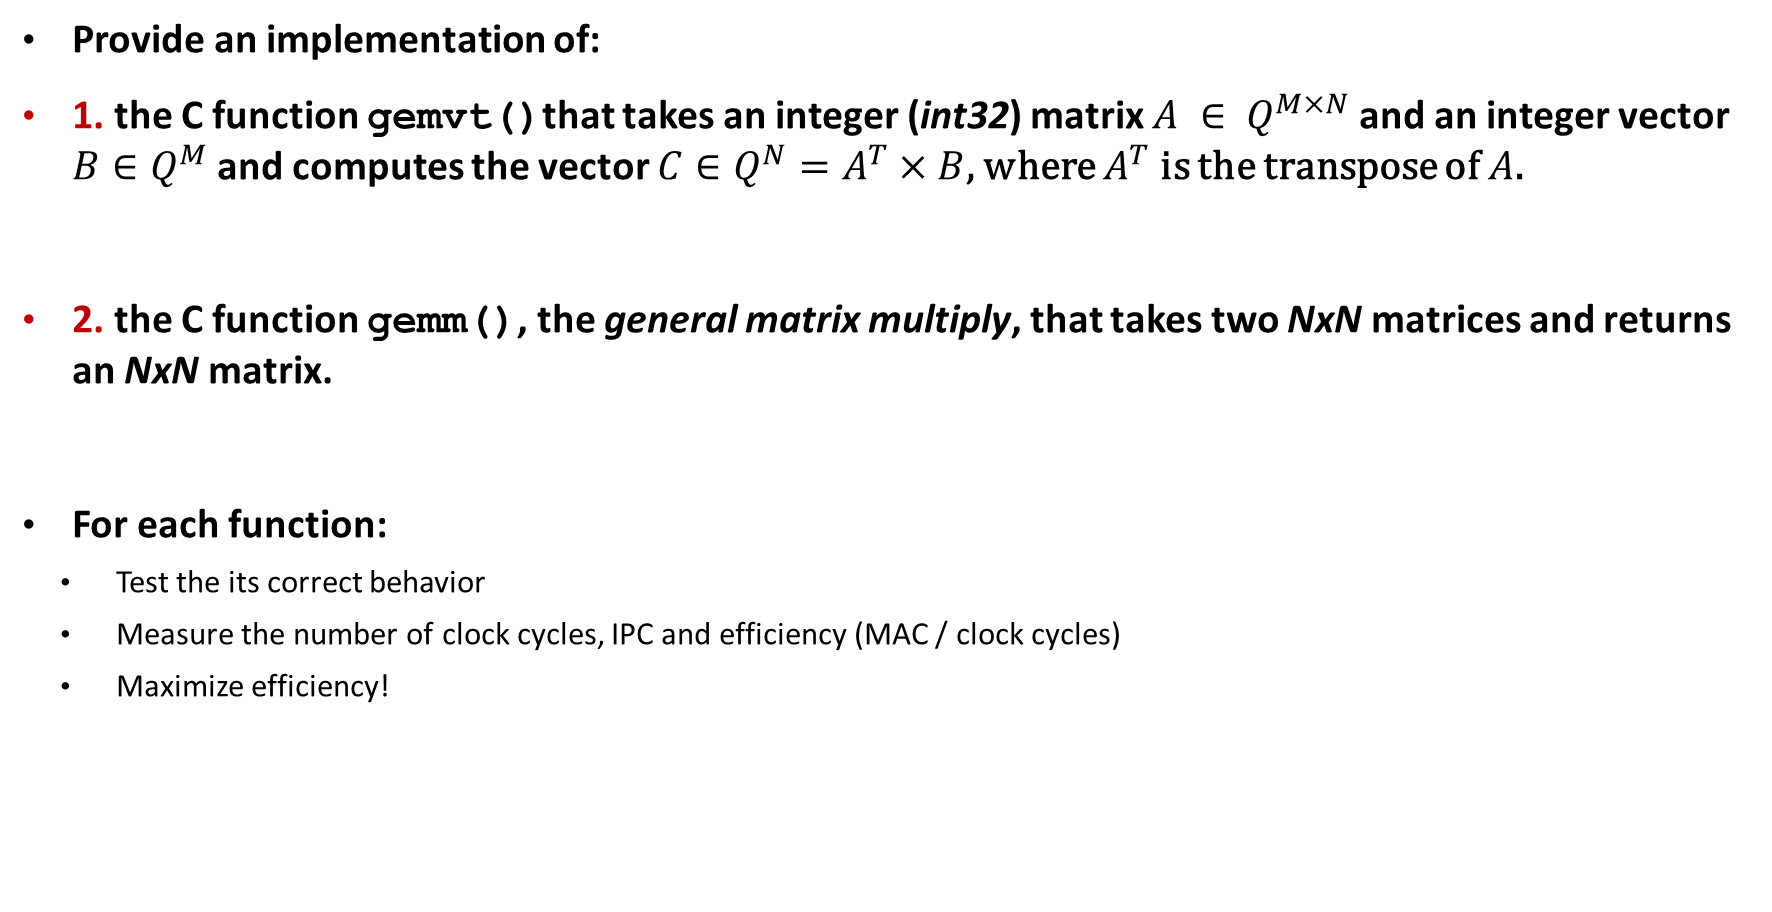 • Provide an implementation of:
• 1. the C function gemvt() that takes an integer (int32) matrix A ∈ Q^{M×N} and an integer vector
B ∈ Q^M and computes the vector C ∈ Q^N = A^T × B, where A^T is the transpose of A.
• 2. the C function gemm(), the general matrix multiply, that takes two NxN matrices and returns
an NxN matrix.
• For each function:
• Test the its correct behavior
• Measure the number of clock cycles, IPC and efficiency (MAC / clock cycles)
• Maximize efficiency!